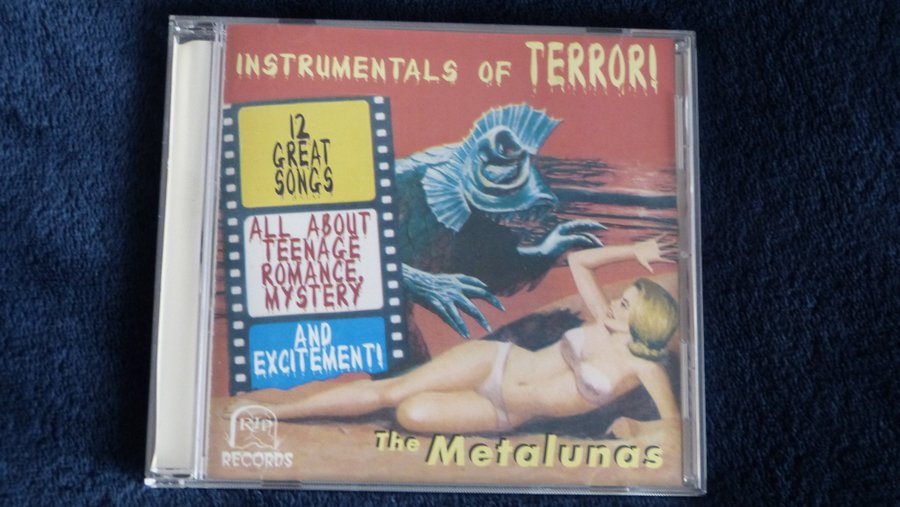 INSTRUMENTALS OF TERROR!
12
GREAT
SONGS
ALL ABOUT
TEENAGE
ROMANCE,
MYSTERY
AND
EXCITEMENT!
RIP
RECORDS
The Metalunas